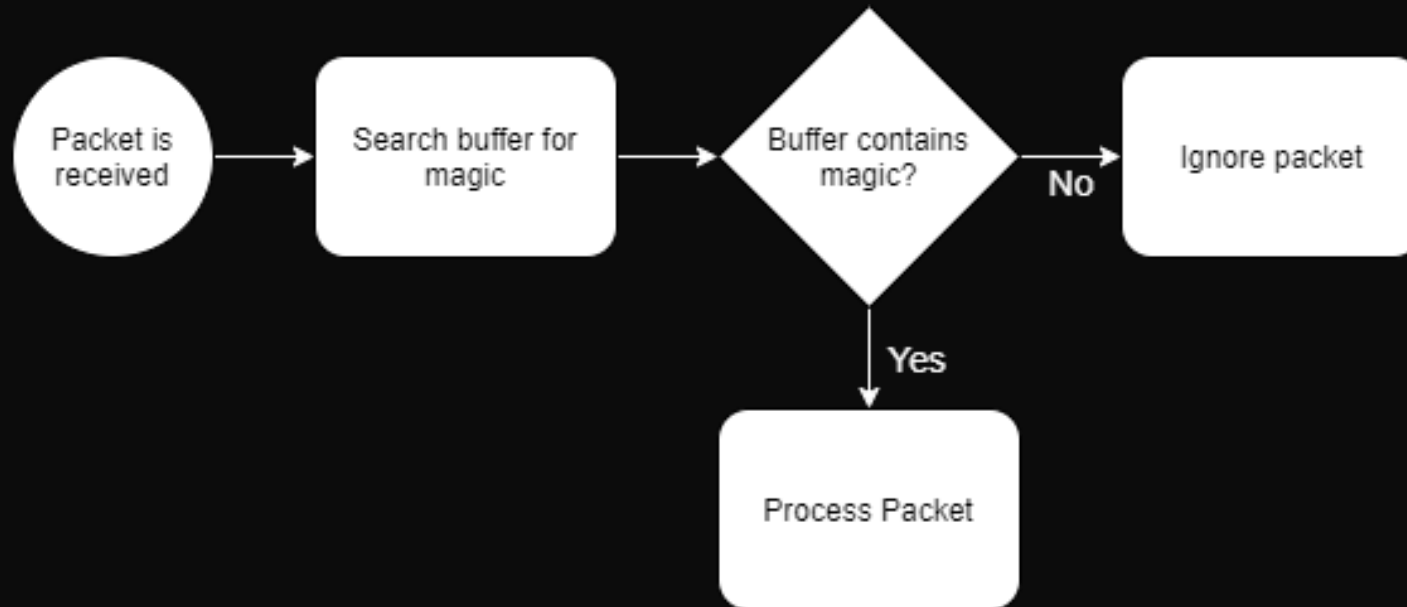 Packet is
received
Search buffer for
magic
Buffer contains
magic?
No
Ignore packet
Yes
Process Packet